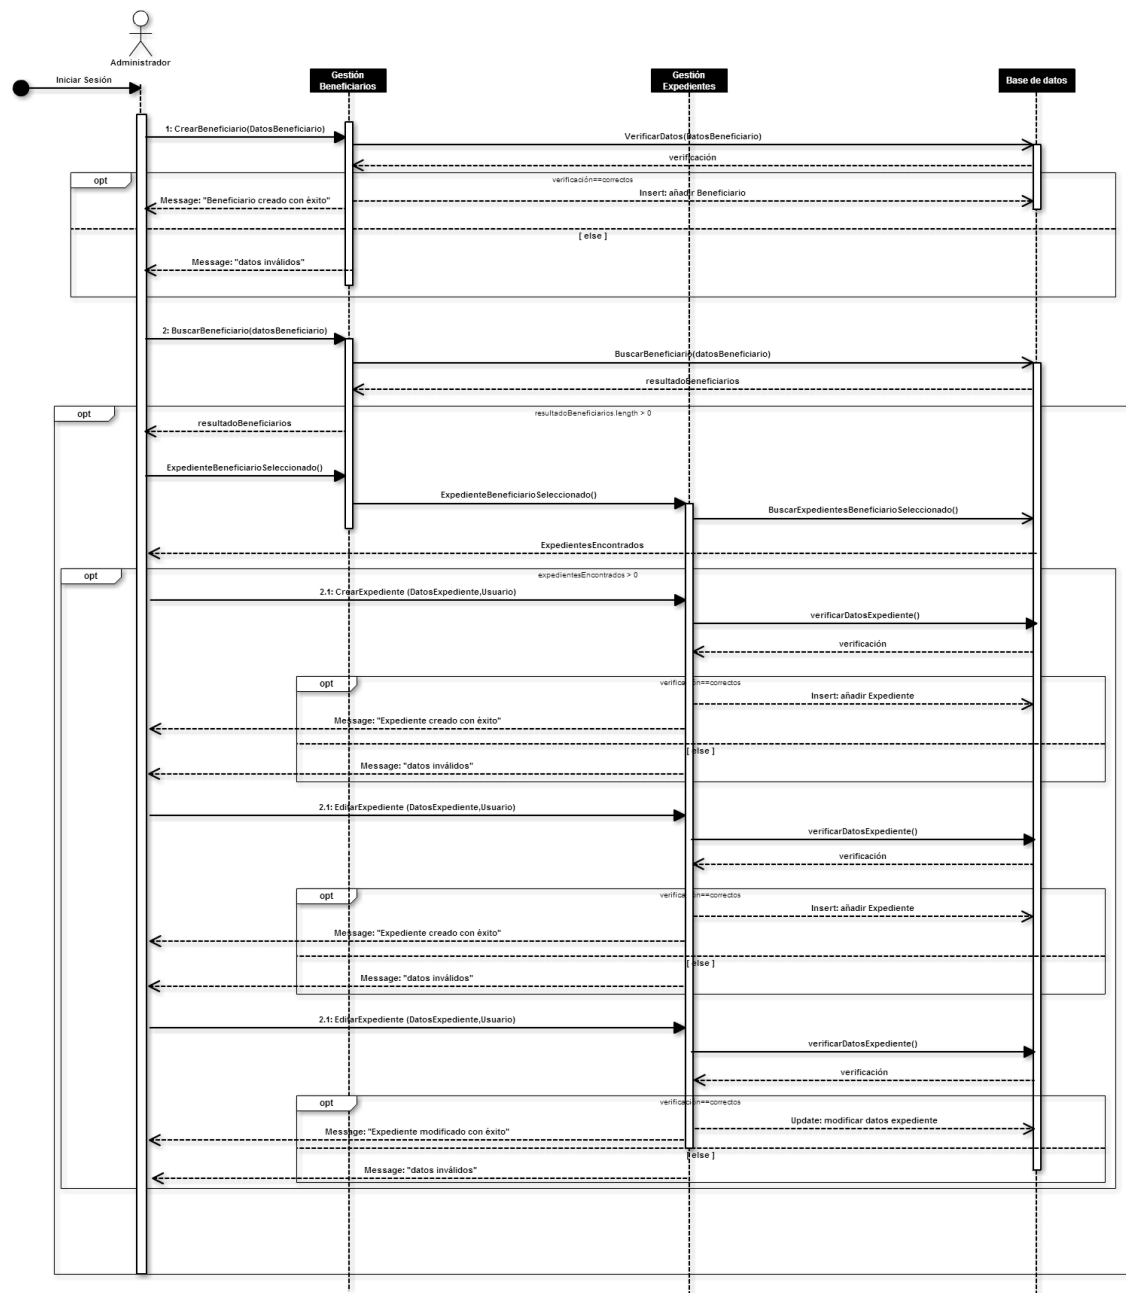 Administrador
Iniciar Sesión
Gestión
Beneficiarios
Gestión
Expedientes
Base de datos
1: CrearBeneficiario(DatosBeneficiario)
VerificarDatos(DatosBeneficiario)
verificación
opt
verificación==correctos
Insert: añadir Beneficiario
Message: "Beneficiario creado con éxito"
[ else ]
Message: "datos inválidos"
2: BuscarBeneficiario(datosBeneficiario)
BuscarBeneficiario(datosBeneficiario)
resultadoBeneficiarios
opt
resultadoBeneficiarios.length > 0
resultadoBeneficiarios
ExpedienteBeneficiarioSeleccionado()
ExpedienteBeneficiarioSeleccionado()
BuscarExpedientesBeneficiarioSeleccionado()
ExpedientesEncontrados
opt
expedientesEncontrados > 0
2.1: CrearExpediente (DatosExpediente,Usuario)
verificarDatosExpediente()
verificación
opt
verificación==correctos
Insert: añadir Expediente
Message: "Expediente creado con éxito"
[ else ]
Message: "datos inválidos"
2.1: EditarExpediente (DatosExpediente,Usuario)
verificarDatosExpediente()
verificación
opt
verificación==correctos
Insert: añadir Expediente
Message: "Expediente creado con éxito"
[ else ]
Message: "datos inválidos"
2.1: EditarExpediente (DatosExpediente,Usuario)
verificarDatosExpediente()
verificación
opt
verificación==correctos
Update: modificar datos expediente
Message: "Expediente modificado con éxito"
[ else ]
Message: "datos inválidos"